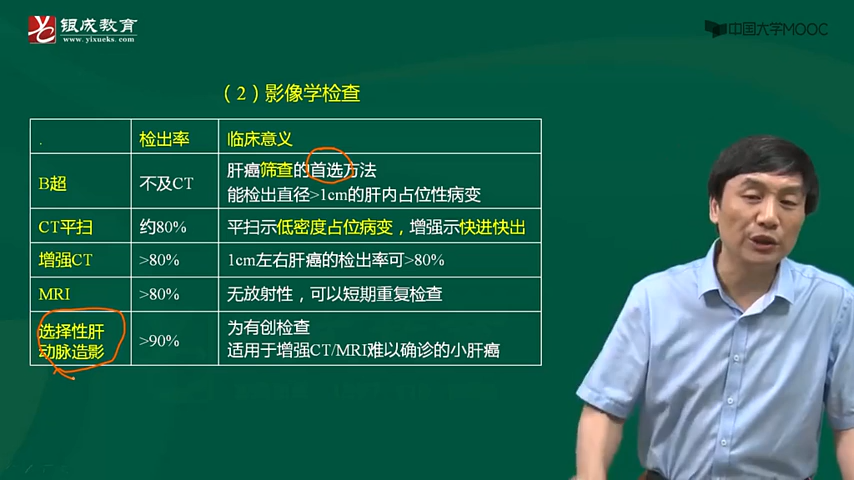 银成教育
www.yixueks.com
中国大学MOOC
（2）影像学检查
. 检出率 临床意义
B超 不及CT 肝癌筛查的首选方法
能检出直径>1cm的肝内占位性病变
CT平扫 约80% 平扫示低密度占位病变，增强示快进快出
增强CT >80% 1cm左右肝癌的检出率可>80%
MRI >80% 无放射性，可以短期重复检查
选择性肝
动脉造影 >90% 为有创检查
适用于增强CT/MRI难以确诊的小肝癌